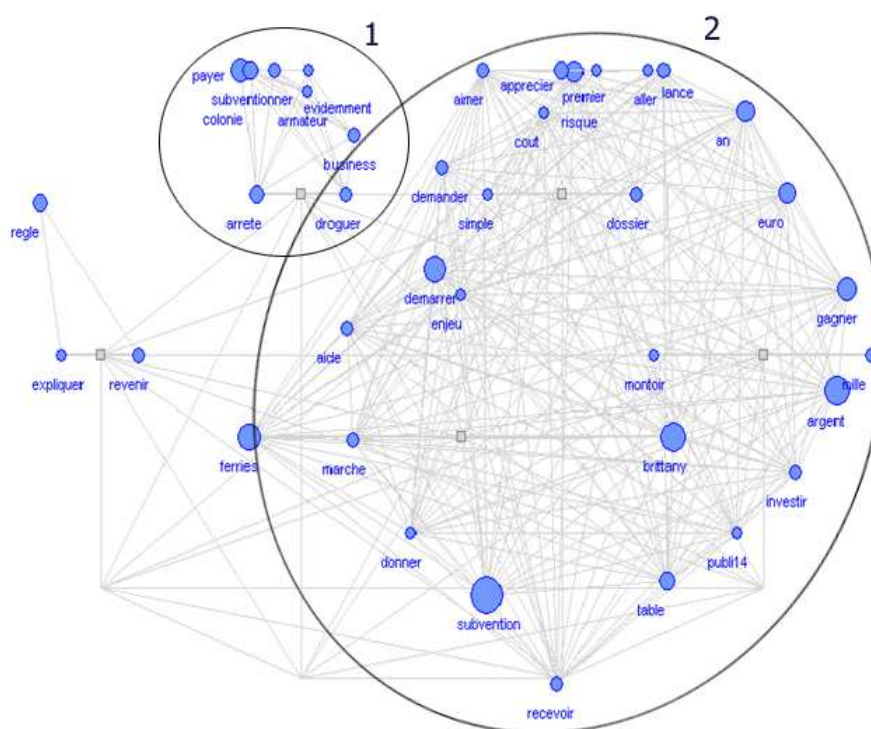 1
2
payer
subventionner
colonie
evidemment
armateur
business
arrete
droguer
aimer
apprecier
premier
aller
lance
risque
cout
an
demander
simple
dossier
euro
regle
demarrer
enjeu
gagner
aide
expliquer
revenir
montoir
mille
argent
ferries
marche
brittany
investir
donner
publi14
subvention
table
recevoir